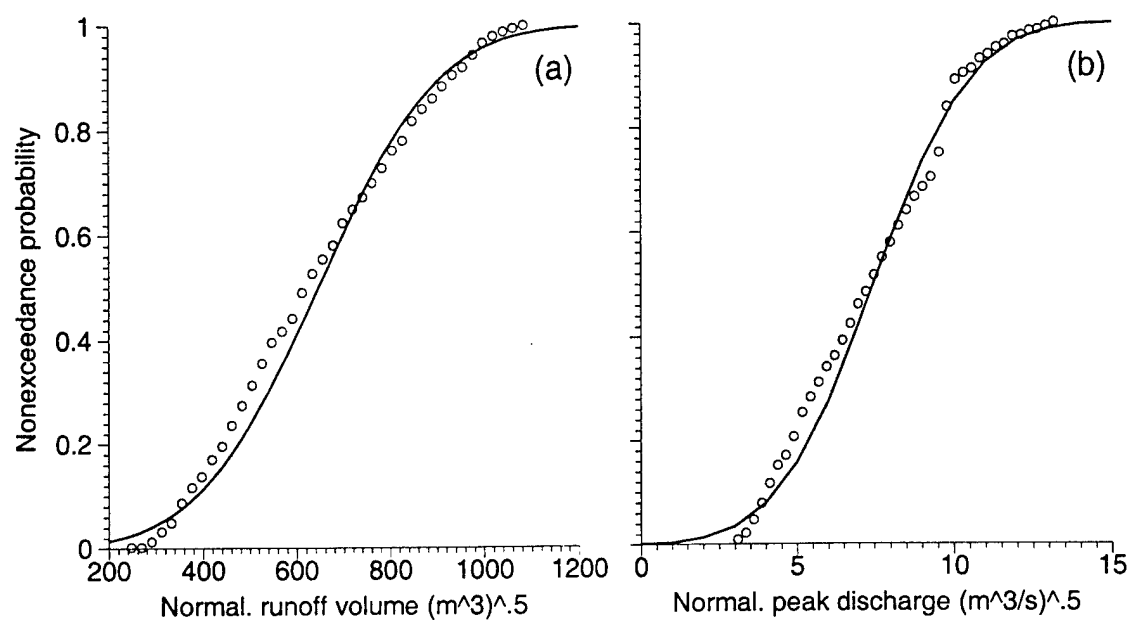 Nonexceedance probability
1
0.8
0.6
0.4
0.2
0
(a)
200 400 600 800 1000 1200
Normal. runoff volume (m^3)^.5
(b)
0 5 10 15
Normal. peak discharge (m^3/s)^.5